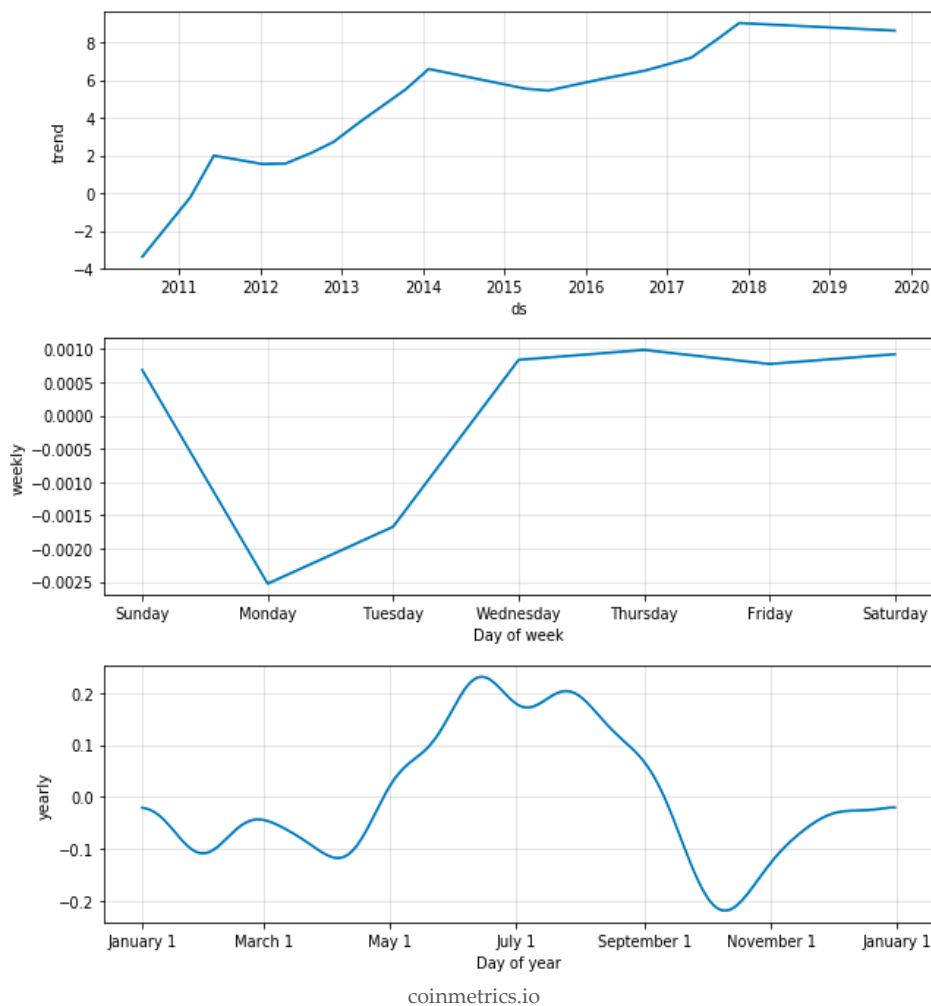 8
6
4
2
0
−2
−4
trend
2011 2012 2013 2014 2015 2016 2017 2018 2019 2020
ds
0.0010
0.0005
0.0000
−0.0005
−0.0010
−0.0015
−0.0020
−0.0025
weekly
Sunday Monday Tuesday Wednesday Thursday Friday Saturday
Day of week
0.2
0.1
0.0
−0.1
−0.2
yearly
January 1 March 1 May 1 July 1 September 1 November 1 January 1
Day of year
coinmetrics.io